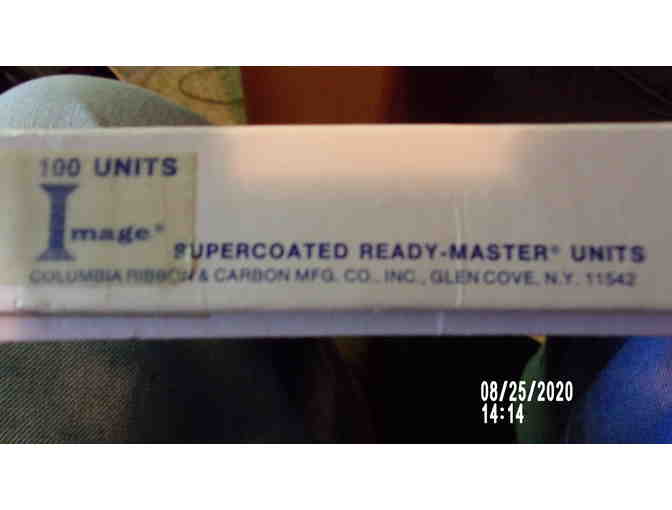 100 UNITS
Image®
SUPERCOATED READY-MASTER® UNITS
COLUMBIA RIBBON & CARBON MFG. CO., INC., GLEN COVE, N.Y. 11542
08/25/2020
14:14